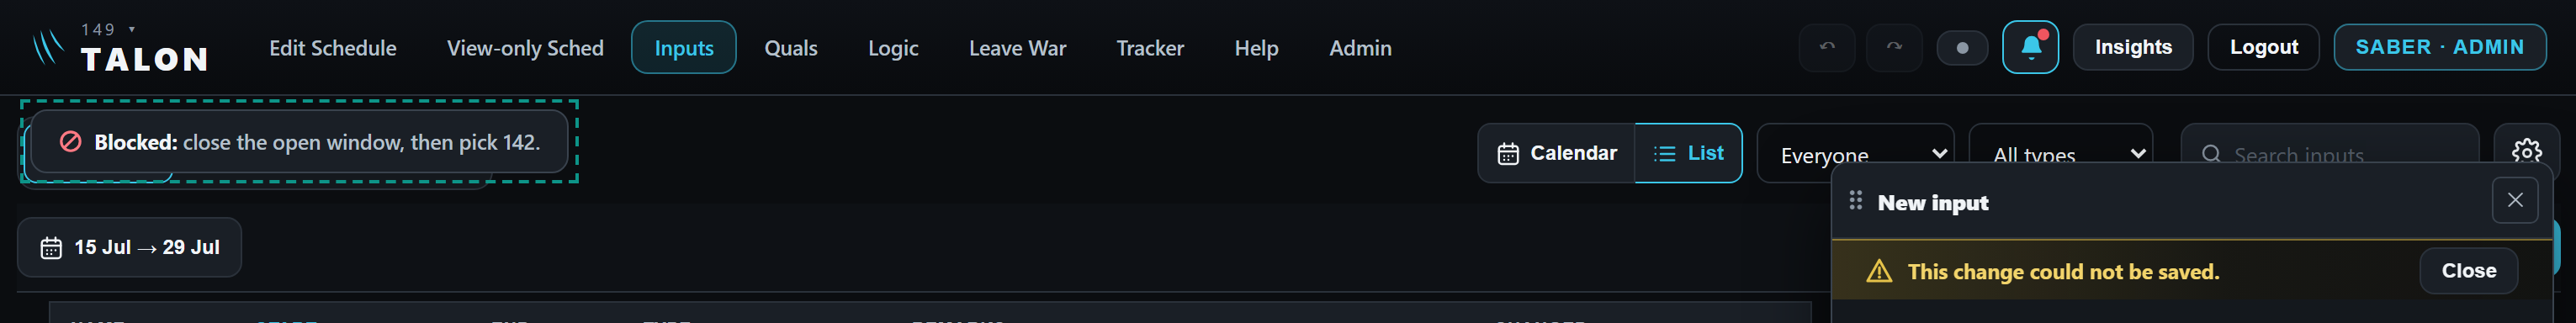 149 ▾
TALON
Edit Schedule
View-only Sched
Inputs
Quals
Logic
Leave War
Tracker
Help
Admin
Insights
Logout
SABER · ADMIN
Blocked: close the open window, then pick 142.
Calendar
List
Everyone
All types
Search inputs
New input
15 Jul → 29 Jul
This change could not be saved.
Close